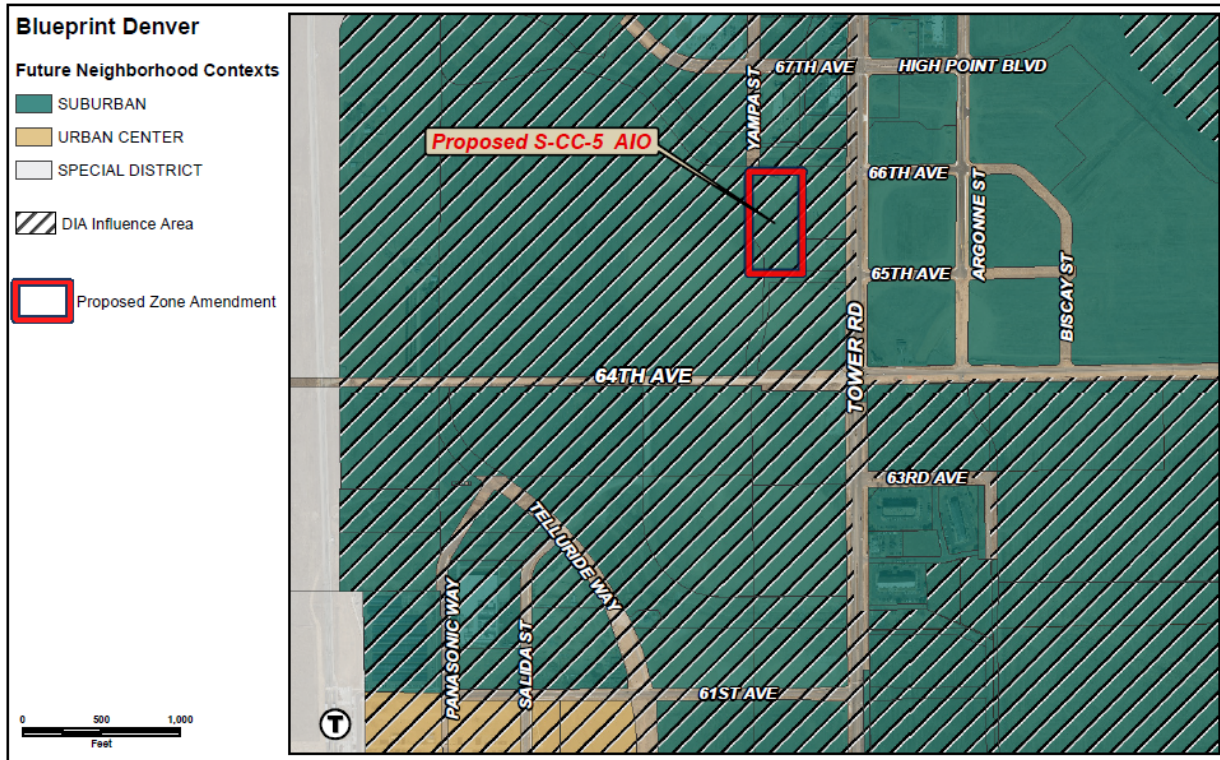 Blueprint Denver
Future Neighborhood Contexts
SUBURBAN
URBAN CENTER
SPECIAL DISTRICT
DIA Influence Area
Proposed Zone Amendment
0 500 1,000
Feet
67TH AVE
HIGH POINT BLVD
YAMPA ST
Proposed S-CC-5 AIO
66TH AVE
ARGONNE ST
65TH AVE
BISCAY ST
TOWER RD
64TH AVE
63RD AVE
TELLURIDE WAY
PANASONIC WAY
SALIDA ST
61ST AVE
T